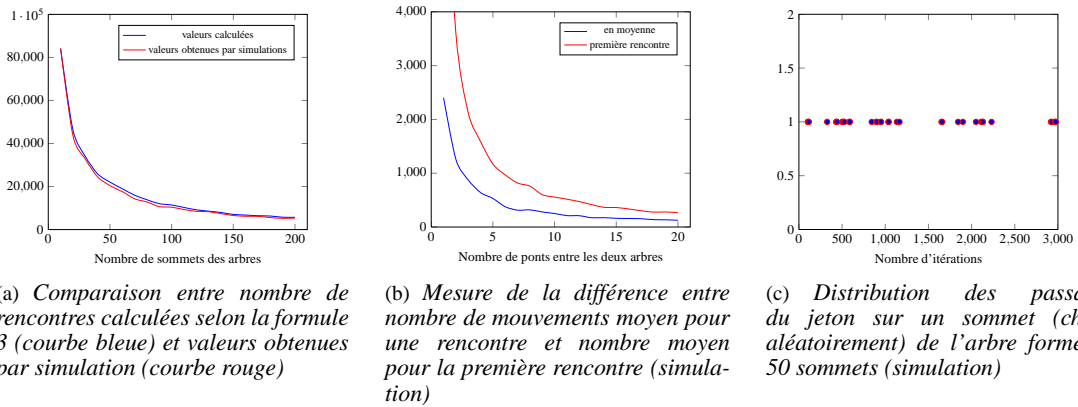 1 · 10^5
80,000
60,000
40,000
20,000
0
0 50 100 150 200
Nombre de sommets des arbres
valeurs calculées
valeurs obtenues par simulations
4,000
3,000
2,000
1,000
0
0 5 10 15 20
Nombre de ponts entre les deux arbres
en moyenne
première rencontre
2
1.5
1
0.5
0
0 500 1,000 1,500 2,000 2,500 3,000
Nombre d'itérations
(a) Comparaison entre nombre de
rencontres calculées selon la formule
3 (courbe bleue) et valeurs obtenues
par simulation (courbe rouge)
(b) Mesure de la différence entre
nombre de mouvements moyen pour
une rencontre et nombre moyen
pour la première rencontre (simula-
tion)
(c) Distribution des passa
du jeton sur un sommet (ch
aléatoirement) de l'arbre forme
50 sommets (simulation)